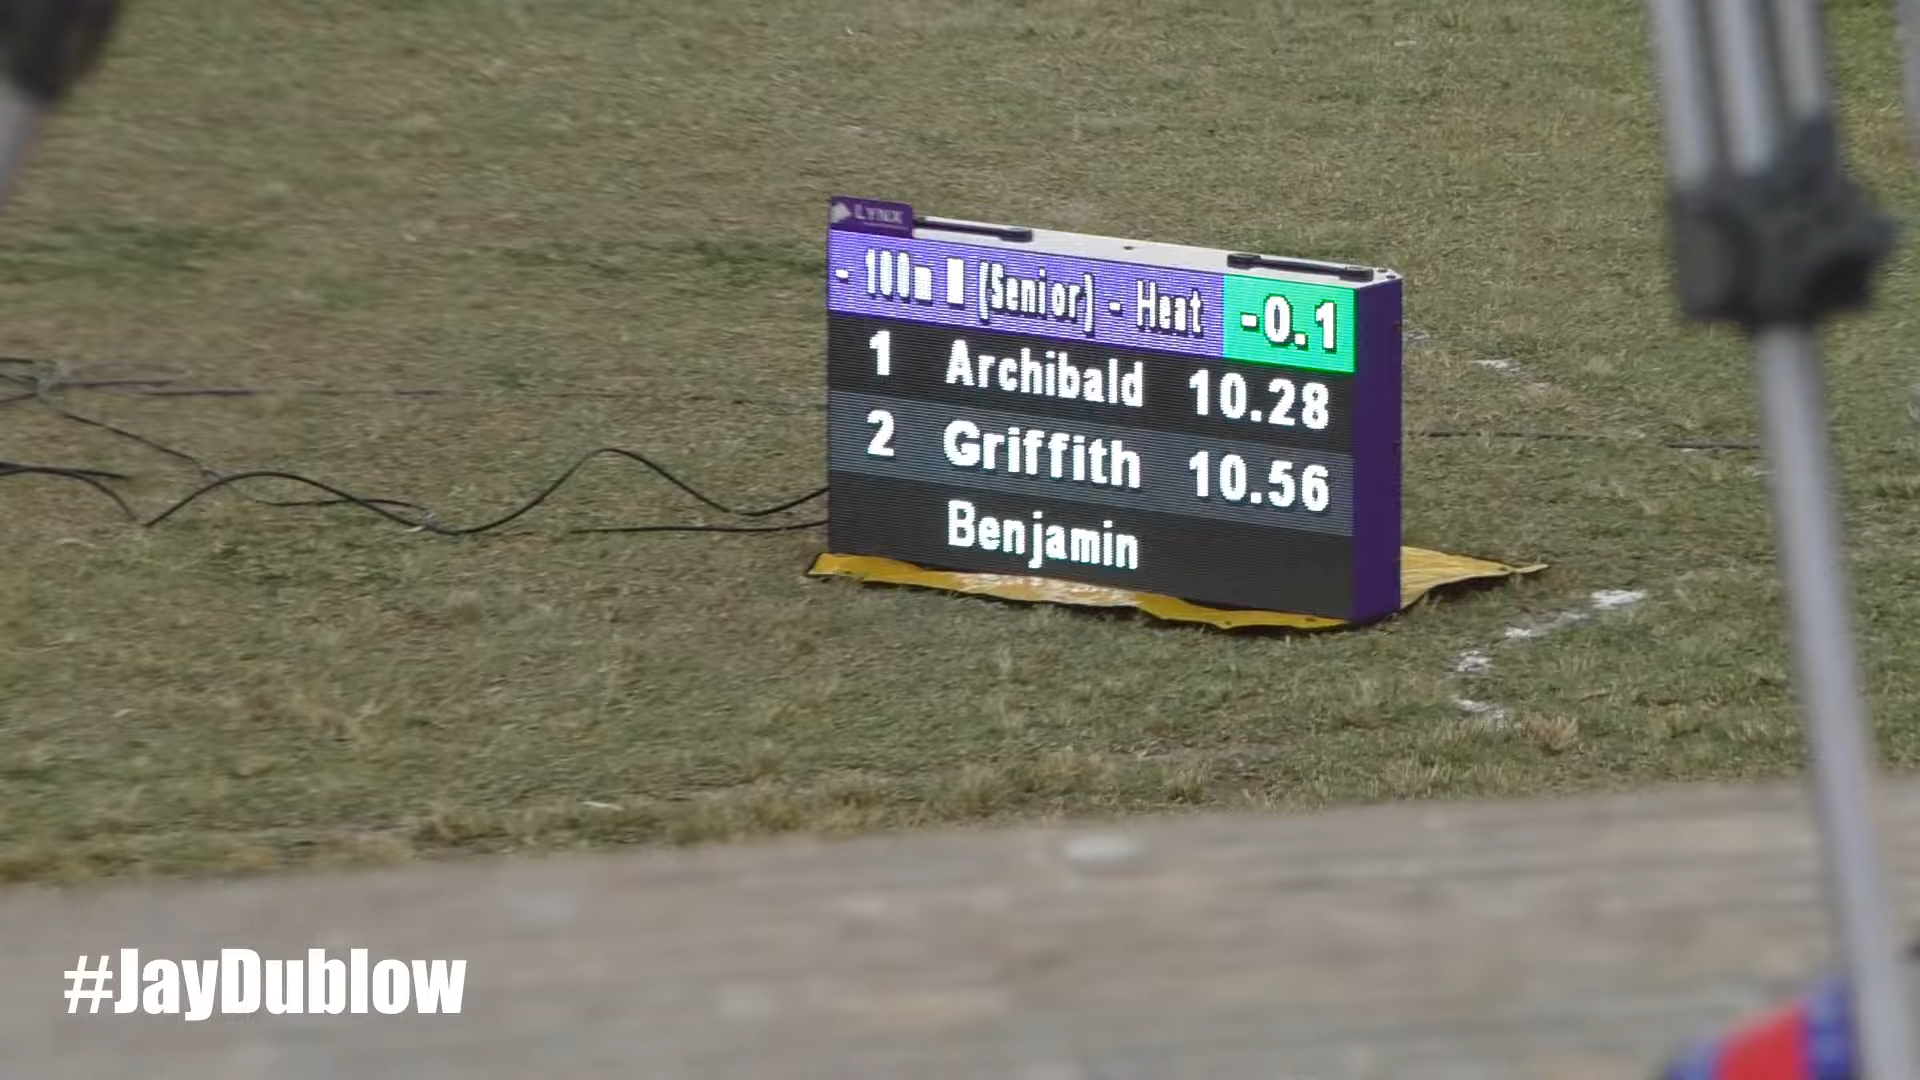 LYNX
- 100m M (Senior) - Heat -0.1
1 Archibald 10.28
2 Griffith 10.56
Benjamin
#JayDublow